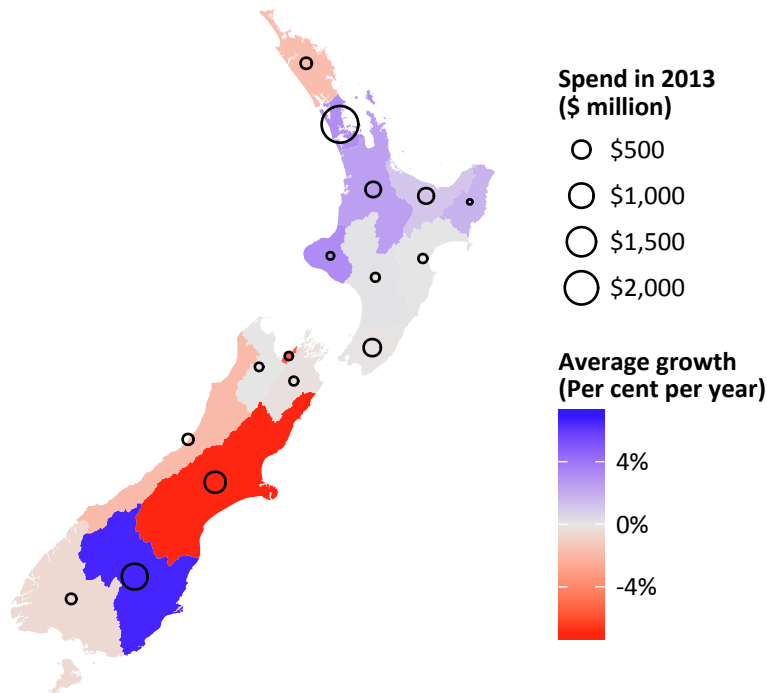 Spend in 2013
($ million)
$500
$1,000
$1,500
$2,000
Average growth
(Per cent per year)
4%
0%
-4%